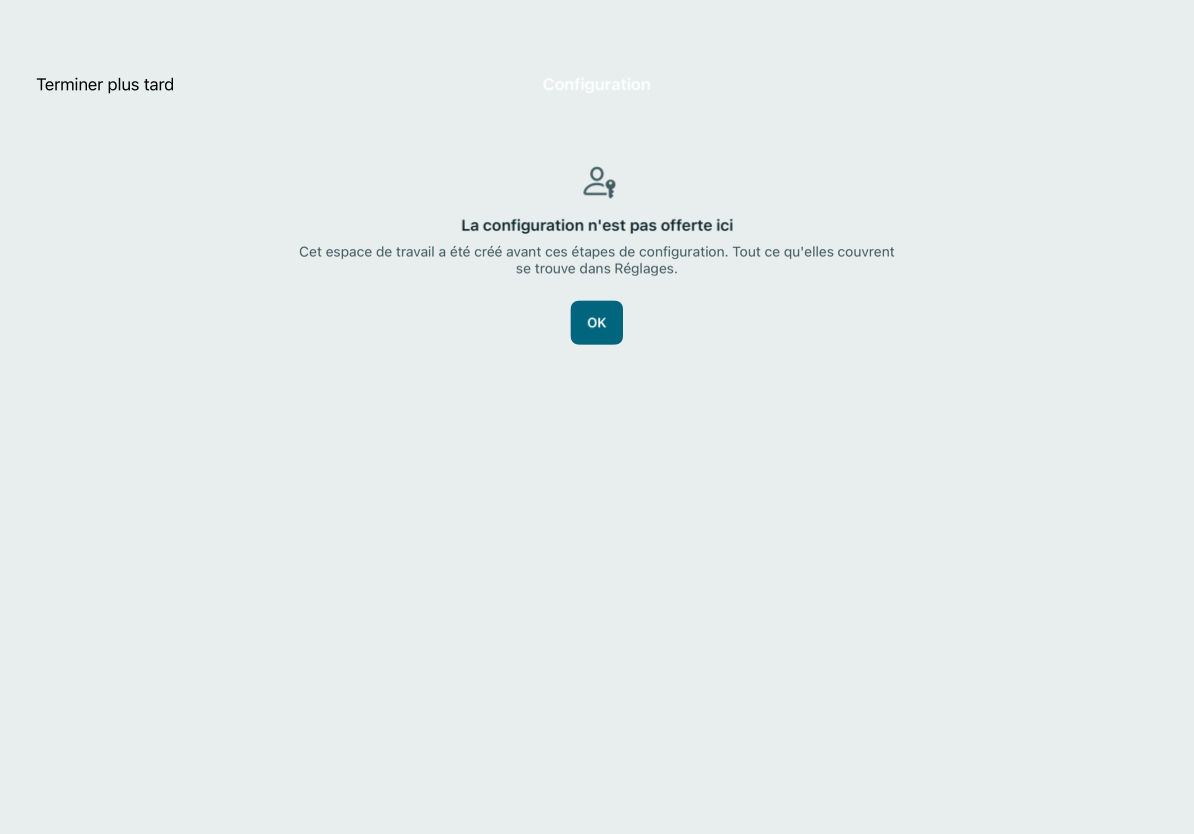 Terminer plus tard
Configuration
La configuration n'est pas offerte ici
Cet espace de travail a été créé avant ces étapes de configuration. Tout ce qu'elles couvrent
se trouve dans Réglages.
OK